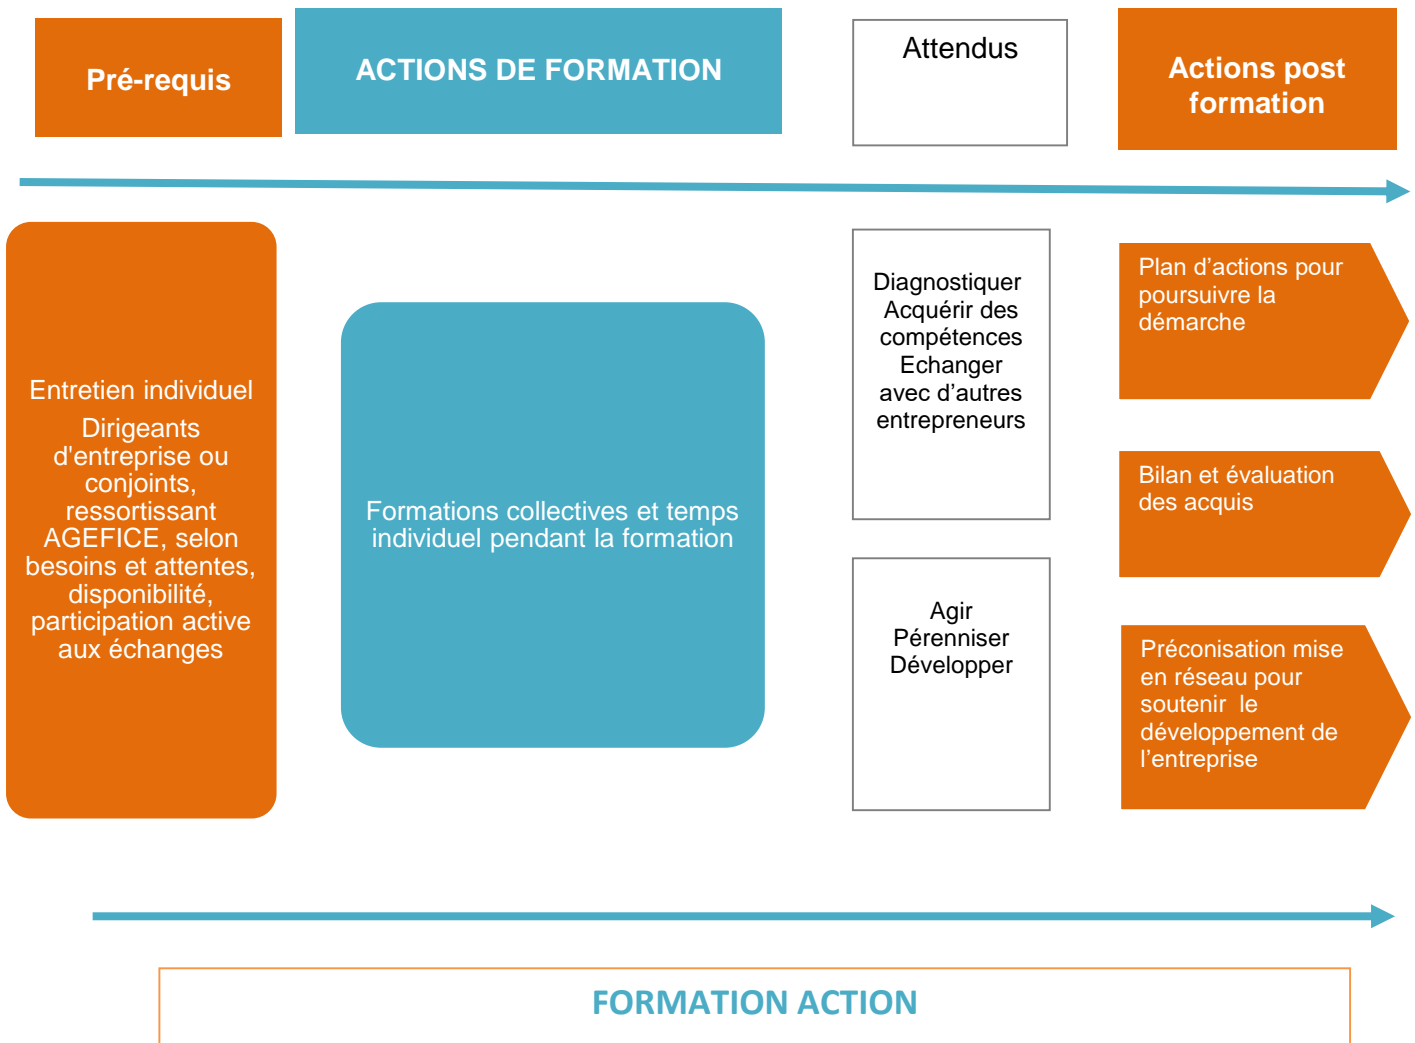 Pré-requis
ACTIONS DE FORMATION
Attendus
Actions post
formation
Entretien individuel
Dirigeants
d'entreprise ou
conjoints,
ressortissant
AGEFICE, selon
besoins et attentes,
disponibilité,
participation active
aux échanges
Formations collectives et temps
individuel pendant la formation
Diagnostiquer
Acquérir des
compétences
Echanger
avec d’autres
entrepreneurs
Agir
Pérenniser
Développer
Plan d’actions pour
poursuivre la
démarche
Bilan et évaluation
des acquis
Préconisation mise
en réseau pour
soutenir  le
développement de
l’entreprise
FORMATION ACTION